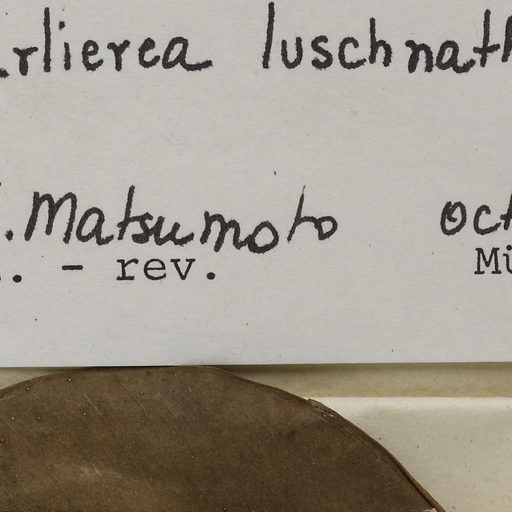 rlierea luschnath
. Matsumoto oct
. - rev. Mü